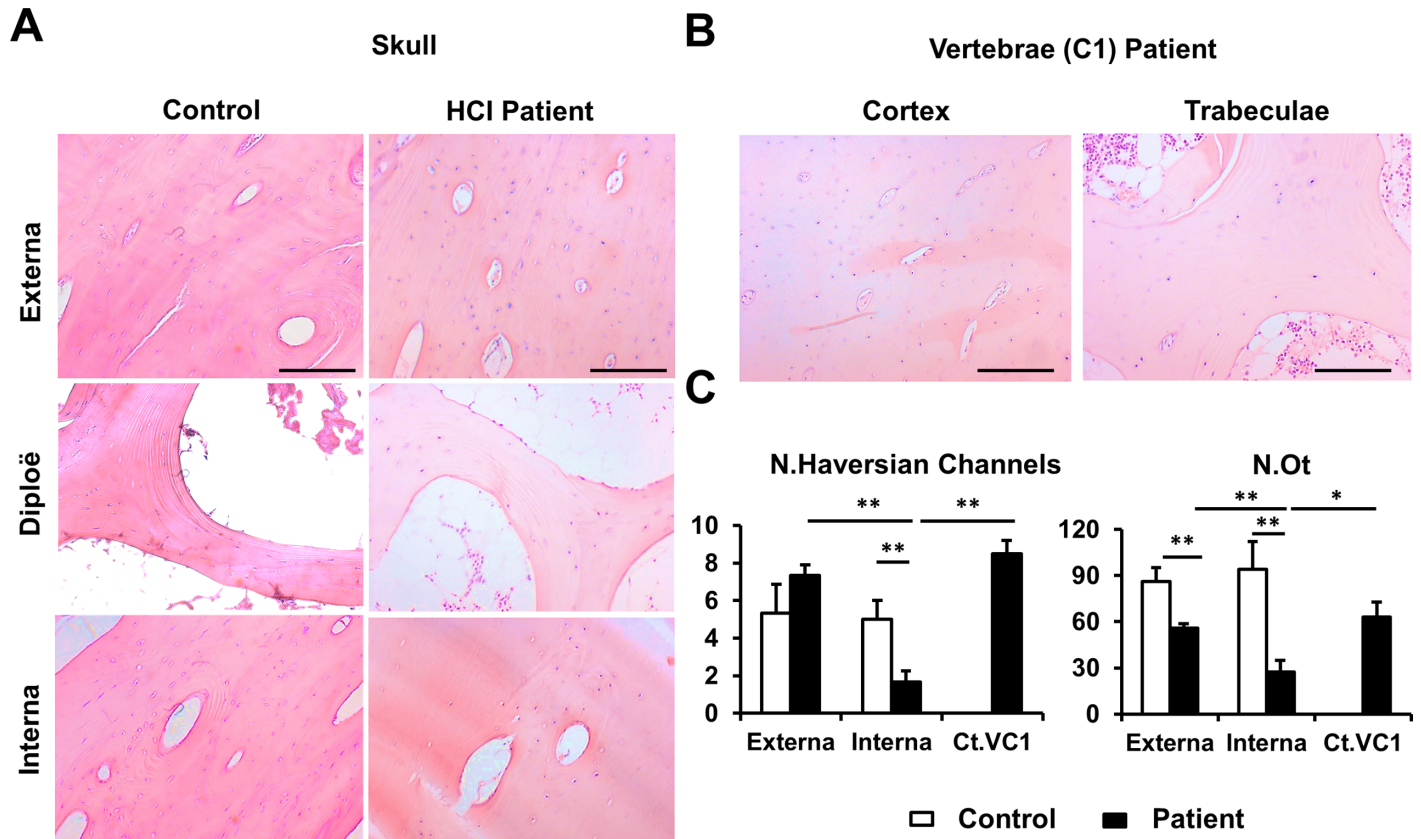 A
Skull
Control
HCI Patient
Externa
Diploë
Interna
B
Vertebrae (C1) Patient
Cortex
Trabeculae
C
N.Haversian Channels
10
8
6
4
2
0
**
**
**
Externa
Interna
Ct.VC1
N.Ot
120
90
60
30
0
**
**
**
*
Externa
Interna
Ct.VC1
Control
Patient